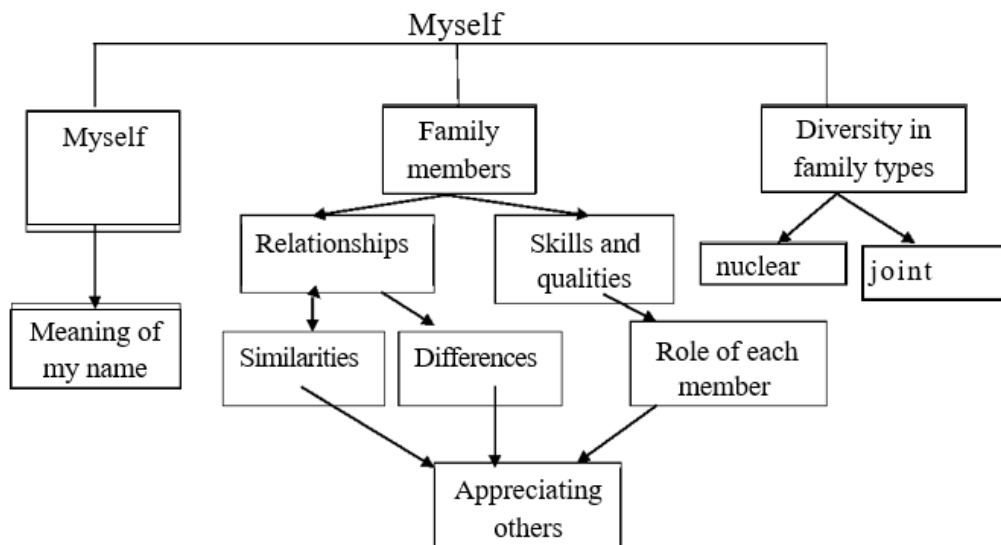 Myself
Myself
Family
members
Diversity in
family types
Relationships
Skills and
qualities
nuclear
joint
Meaning of
my name
Similarities
Differences
Role of each
member
Appreciating
others